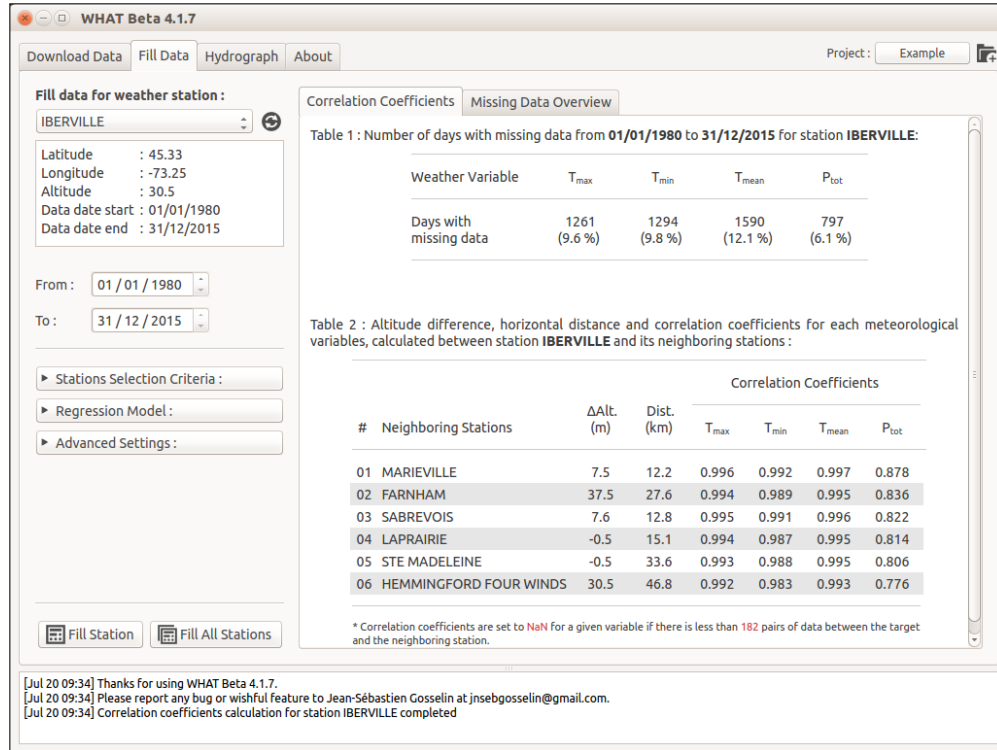 WHAT Beta 4.1.7
Download Data Fill Data Hydrograph About Project : Example
Fill data for weather station :
IBERVILLE
Latitude : 45.33
Longitude : -73.25
Altitude : 30.5
Data date start : 01/01/1980
Data date end : 31/12/2015
From : 01 / 01 / 1980
To : 31 / 12 / 2015
Stations Selection Criteria :
Regression Model :
Advanced Settings :
Fill Station Fill All Stations
Correlation Coefficients Missing Data Overview
Table 1 : Number of days with missing data from 01/01/1980 to 31/12/2015 for station IBERVILLE:
Weather Variable Tmax Tmin Tmean Ptot
Days with 1261 1294 1590 797
missing data (9.6 %) (9.8 %) (12.1 %) (6.1 %)
Table 2 : Altitude difference, horizontal distance and correlation coefficients for each meteorological
variables, calculated between station IBERVILLE and its neighboring stations :
Correlation Coefficients
ΔAlt. Dist.
# Neighboring Stations (m) (km) Tmax Tmin Tmean Ptot
01 MARIEVILLE 7.5 12.2 0.996 0.992 0.997 0.878
02 FARNHAM 37.5 27.6 0.994 0.989 0.995 0.836
03 SABREVOIS 7.6 12.8 0.995 0.991 0.996 0.822
04 LAPRAIRIE -0.5 15.1 0.994 0.987 0.995 0.814
05 STE MADELEINE -0.5 33.6 0.993 0.988 0.995 0.806
06 HEMMINGFORD FOUR WINDS 30.5 46.8 0.992 0.983 0.993 0.776
* Correlation coefficients are set to NaN for a given variable if there is less than 182 pairs of data between the target
and the neighboring station.
[Jul 20 09:34] Thanks for using WHAT Beta 4.1.7.
[Jul 20 09:34] Please report any bug or wishful feature to Jean-Sébastien Gosselin at jnsebgosselin@gmail.com.
[Jul 20 09:34] Correlation coefficients calculation for station IBERVILLE completed